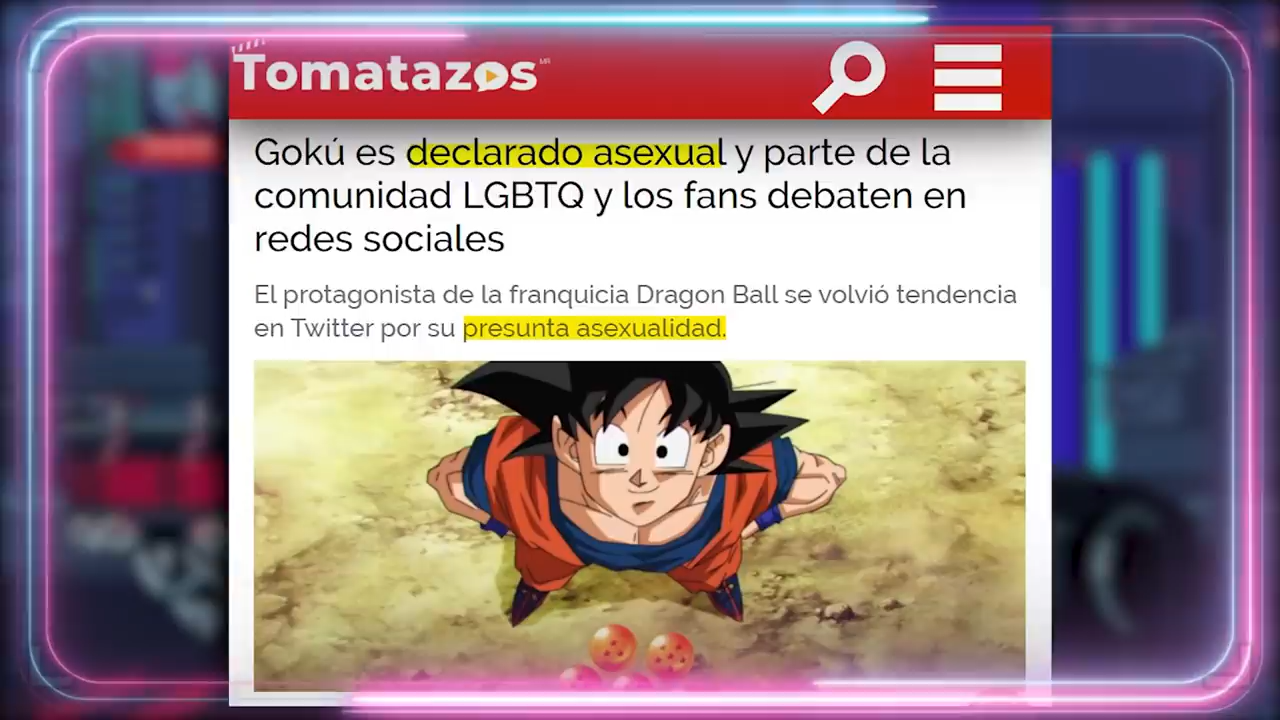 Tomatazos MR
Gokú es declarado asexual y parte de la
comunidad LGBTQ y los fans debaten en
redes sociales
El protagonista de la franquicia Dragon Ball se volvió tendencia
en Twitter por su presunta asexualidad.